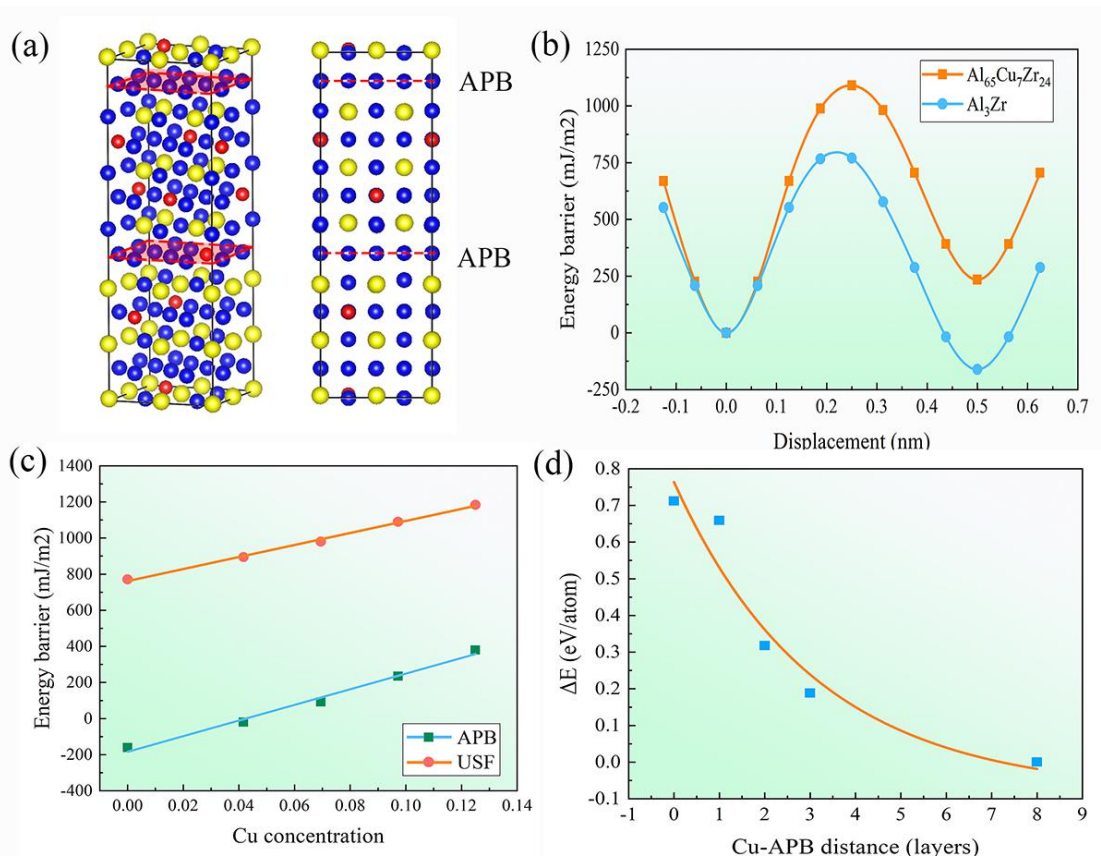 (a)
APB
APB
(b)
1250
1000
750
500
250
0
-250
Energy barrier (mJ/m2)
Al65Cu7Zr24
Al3Zr
-0.2 -0.1 0.0 0.1 0.2 0.3 0.4 0.5 0.6 0.7
Displacement (nm)
(c)
1400
1200
1000
800
600
400
200
0
-200
-400
Energy barrier (mJ/m2)
APB
USF
0.00 0.02 0.04 0.06 0.08 0.10 0.12 0.14
Cu concentration
(d)
0.8
0.7
0.6
0.5
0.4
0.3
0.2
0.1
0.0
-0.1
ΔE (eV/atom)
-1 0 1 2 3 4 5 6 7 8 9
Cu-APB distance (layers)